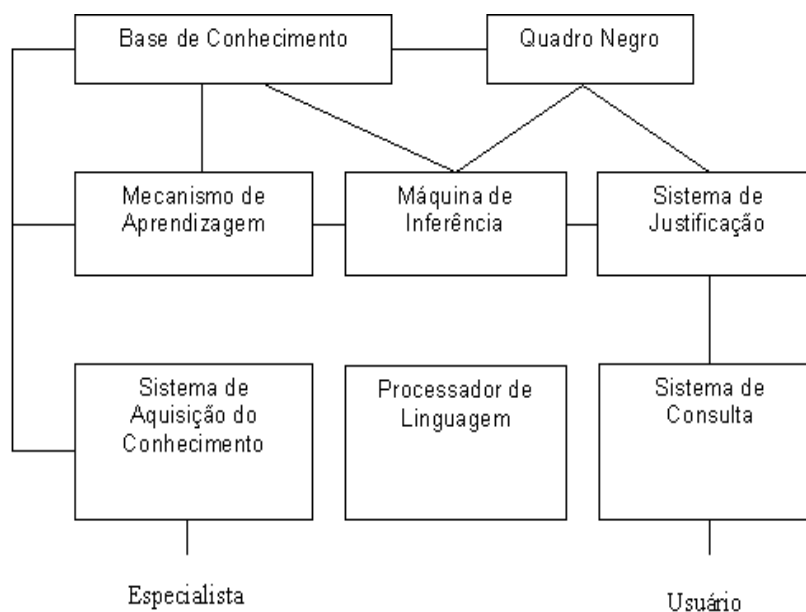 Base de Conhecimento
Quadro Negro
Mecanismo de
Aprendizagem
Máquina de
Inferência
Sistema de
Justificação
Sistema de
Aquisição do
Conhecimento
Processador de
Linguagem
Sistema de
Consulta
Especialista
Usuário